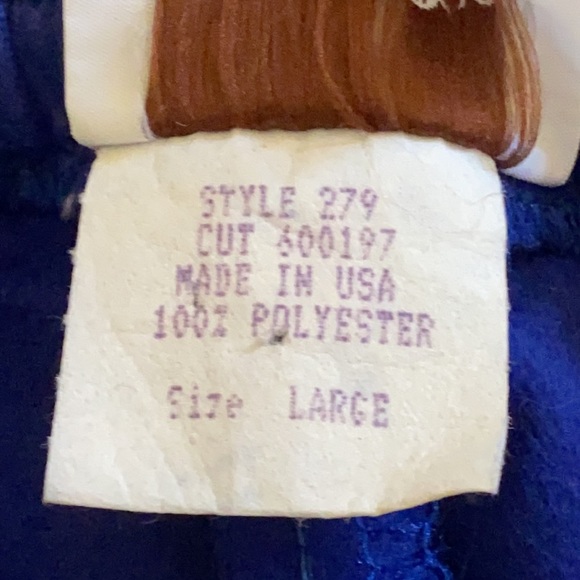 STYLE 279
CUT 600197
MADE IN USA
100% POLYESTER
Size LARGE